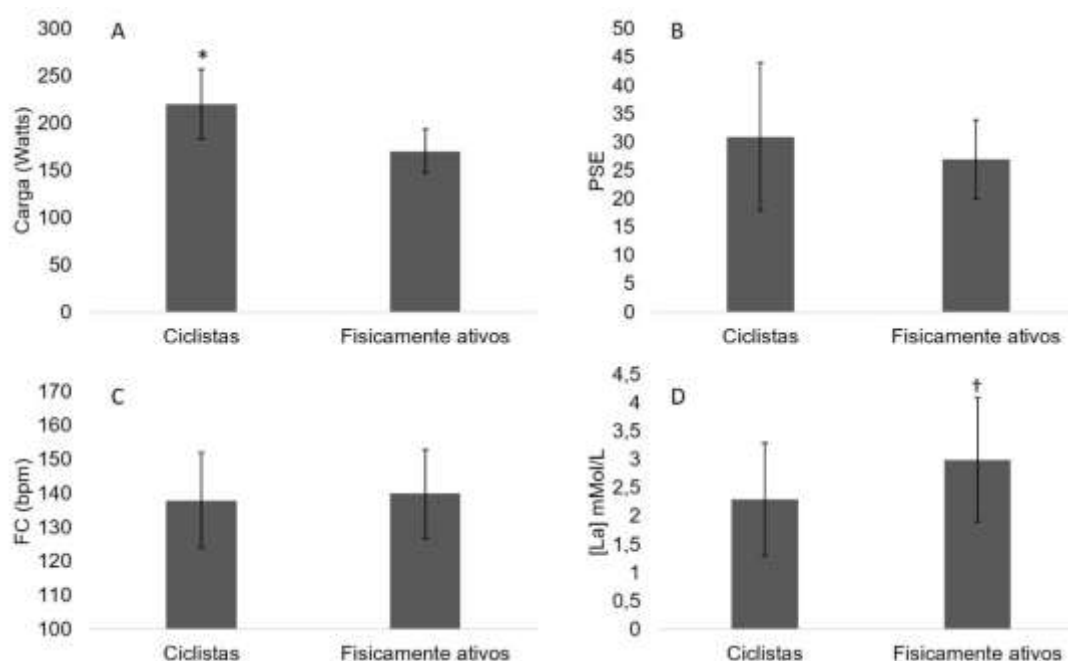 A
Carga (Watts)
300
250
200
150
100
50
0
*
Ciclistas
Fisicamente ativos
B
PSE
50
45
40
35
30
25
20
15
10
5
0
Ciclistas
Fisicamente ativos
C
FC (bpm)
170
160
150
140
130
120
110
100
Ciclistas
Fisicamente ativos
D
[La] mMol/L
4,5
4
3,5
3
2,5
2
1,5
1
0,5
0
†
Ciclistas
Fisicamente ativos